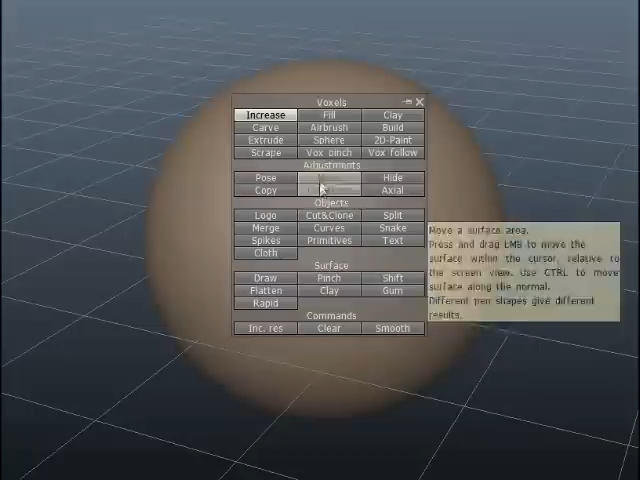 Voxels
Increase Fill Clay
Carve Airbrush Build
Extrude Sphere 2D-Paint
Scrape Vox pinch Vox follow
Adjustments
Pose Hide
Copy Axial
Objects
Logo Cut&Clone Split
Merge Curves Snake
Spikes Primitives Text
Cloth
Surface
Draw Pinch Shift
Flatten Clay Gum
Rapid
Commands
Inc. res Clear Smooth
Move a surface area.
Press and drag LMB to move the
surface within the cursor, relative to
the screen view. Use CTRL to move
surface along the normal.
Different pen shapes give different
results.